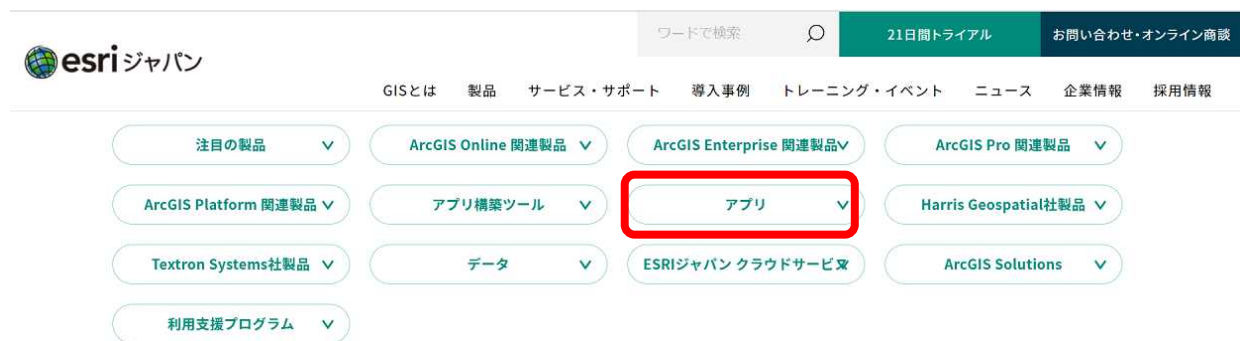 ワードで検索
21日間トライアル
お問い合わせ・オンライン商談
esriジャパン
GISとは 製品 サービス・サポート 導入事例 トレーニング・イベント ニュース 企業情報 採用情報
注目の製品 ArcGIS Online 関連製品 ArcGIS Enterprise 関連製品 ArcGIS Pro 関連製品
ArcGIS Platform 関連製品 アプリ構築ツール アプリ Harris Geospatial社製品
Textron Systems社製品 データ ESRIジャパン クラウドサービス ArcGIS Solutions
利用支援プログラム